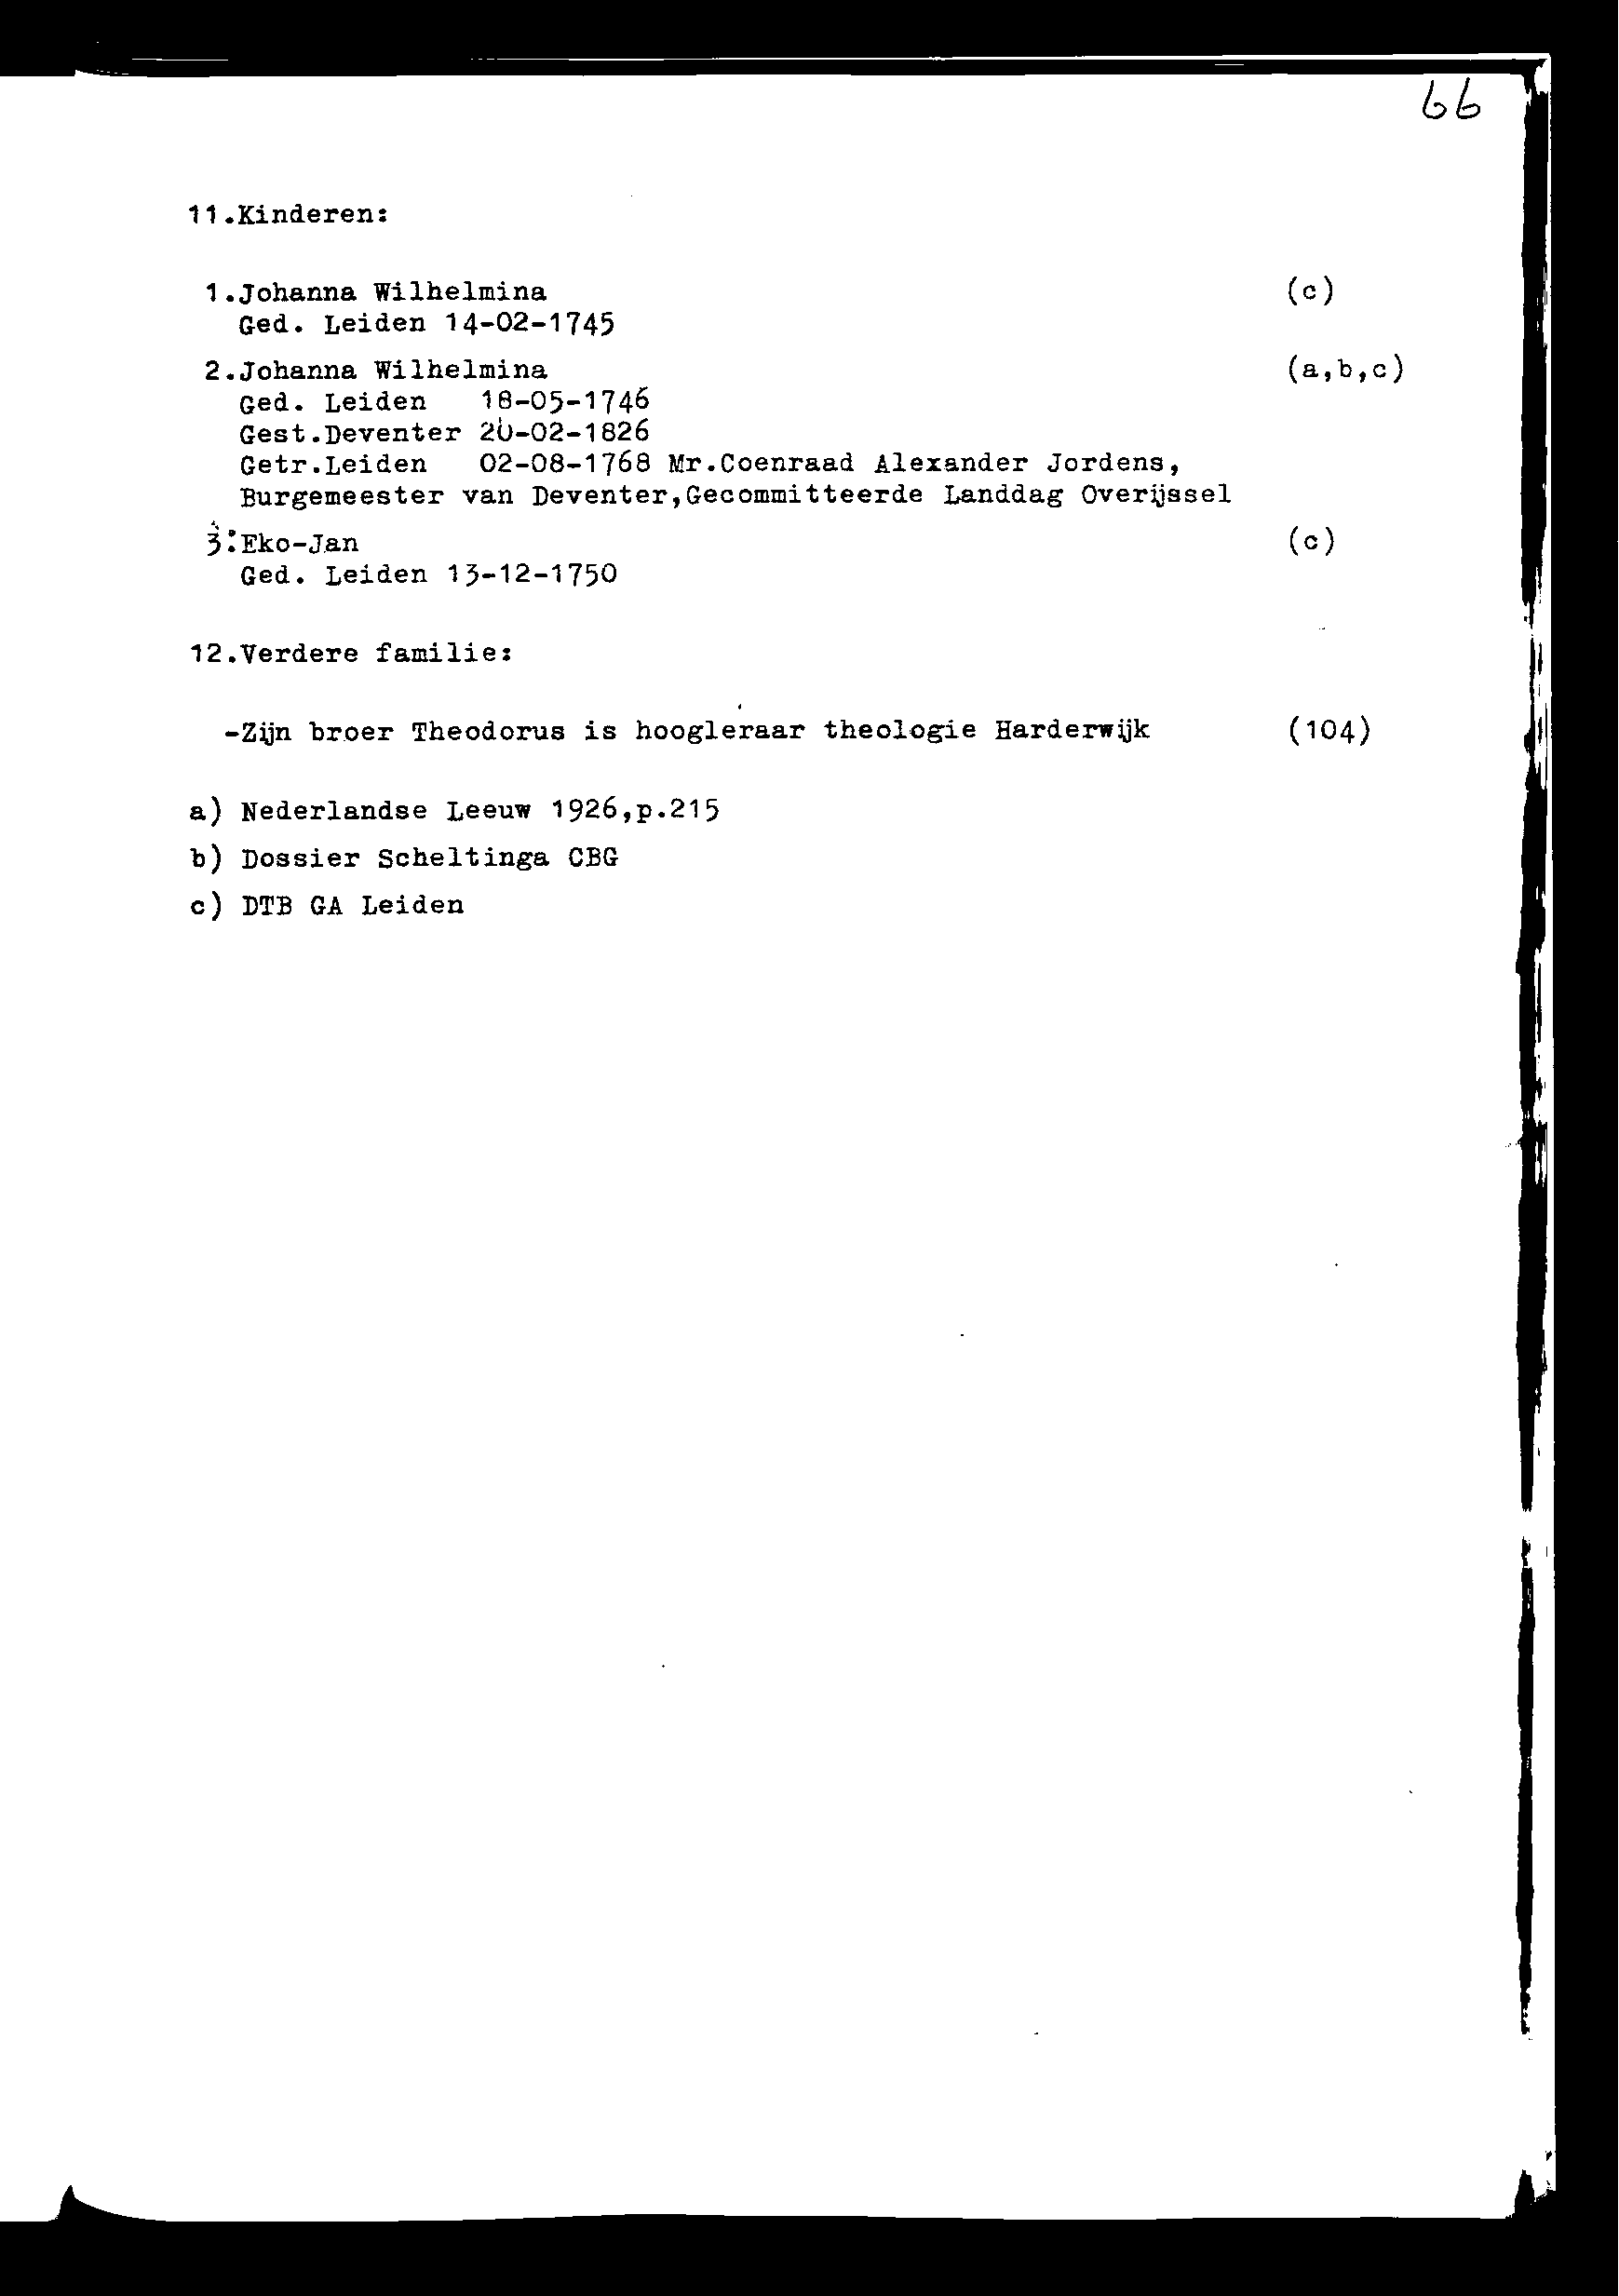 66
11.Kinderen:
1.Johanna Wilhelmina (c)
Ged. Leiden 14-02-1745
2.Johanna Wilhelmina (a,b,c)
Ged. Leiden 18-05-1746
Gest.Deventer 20-02-1826
Getr.Leiden 02-08-1768 Mr.Coenraad Alexander Jordens,
Burgemeester van Deventer,Gecommitteerde Landdag Overijssel
3.Eko-Jan (c)
Ged. Leiden 13-12-1750
12.Verdere familie:
-Zijn broer Theodorus is hoogleraar theologie Harderwijk (104)
a) Nederlandse Leeuw 1926,p.215
b) Dossier Scheltinga CBG
c) DTB GA Leiden